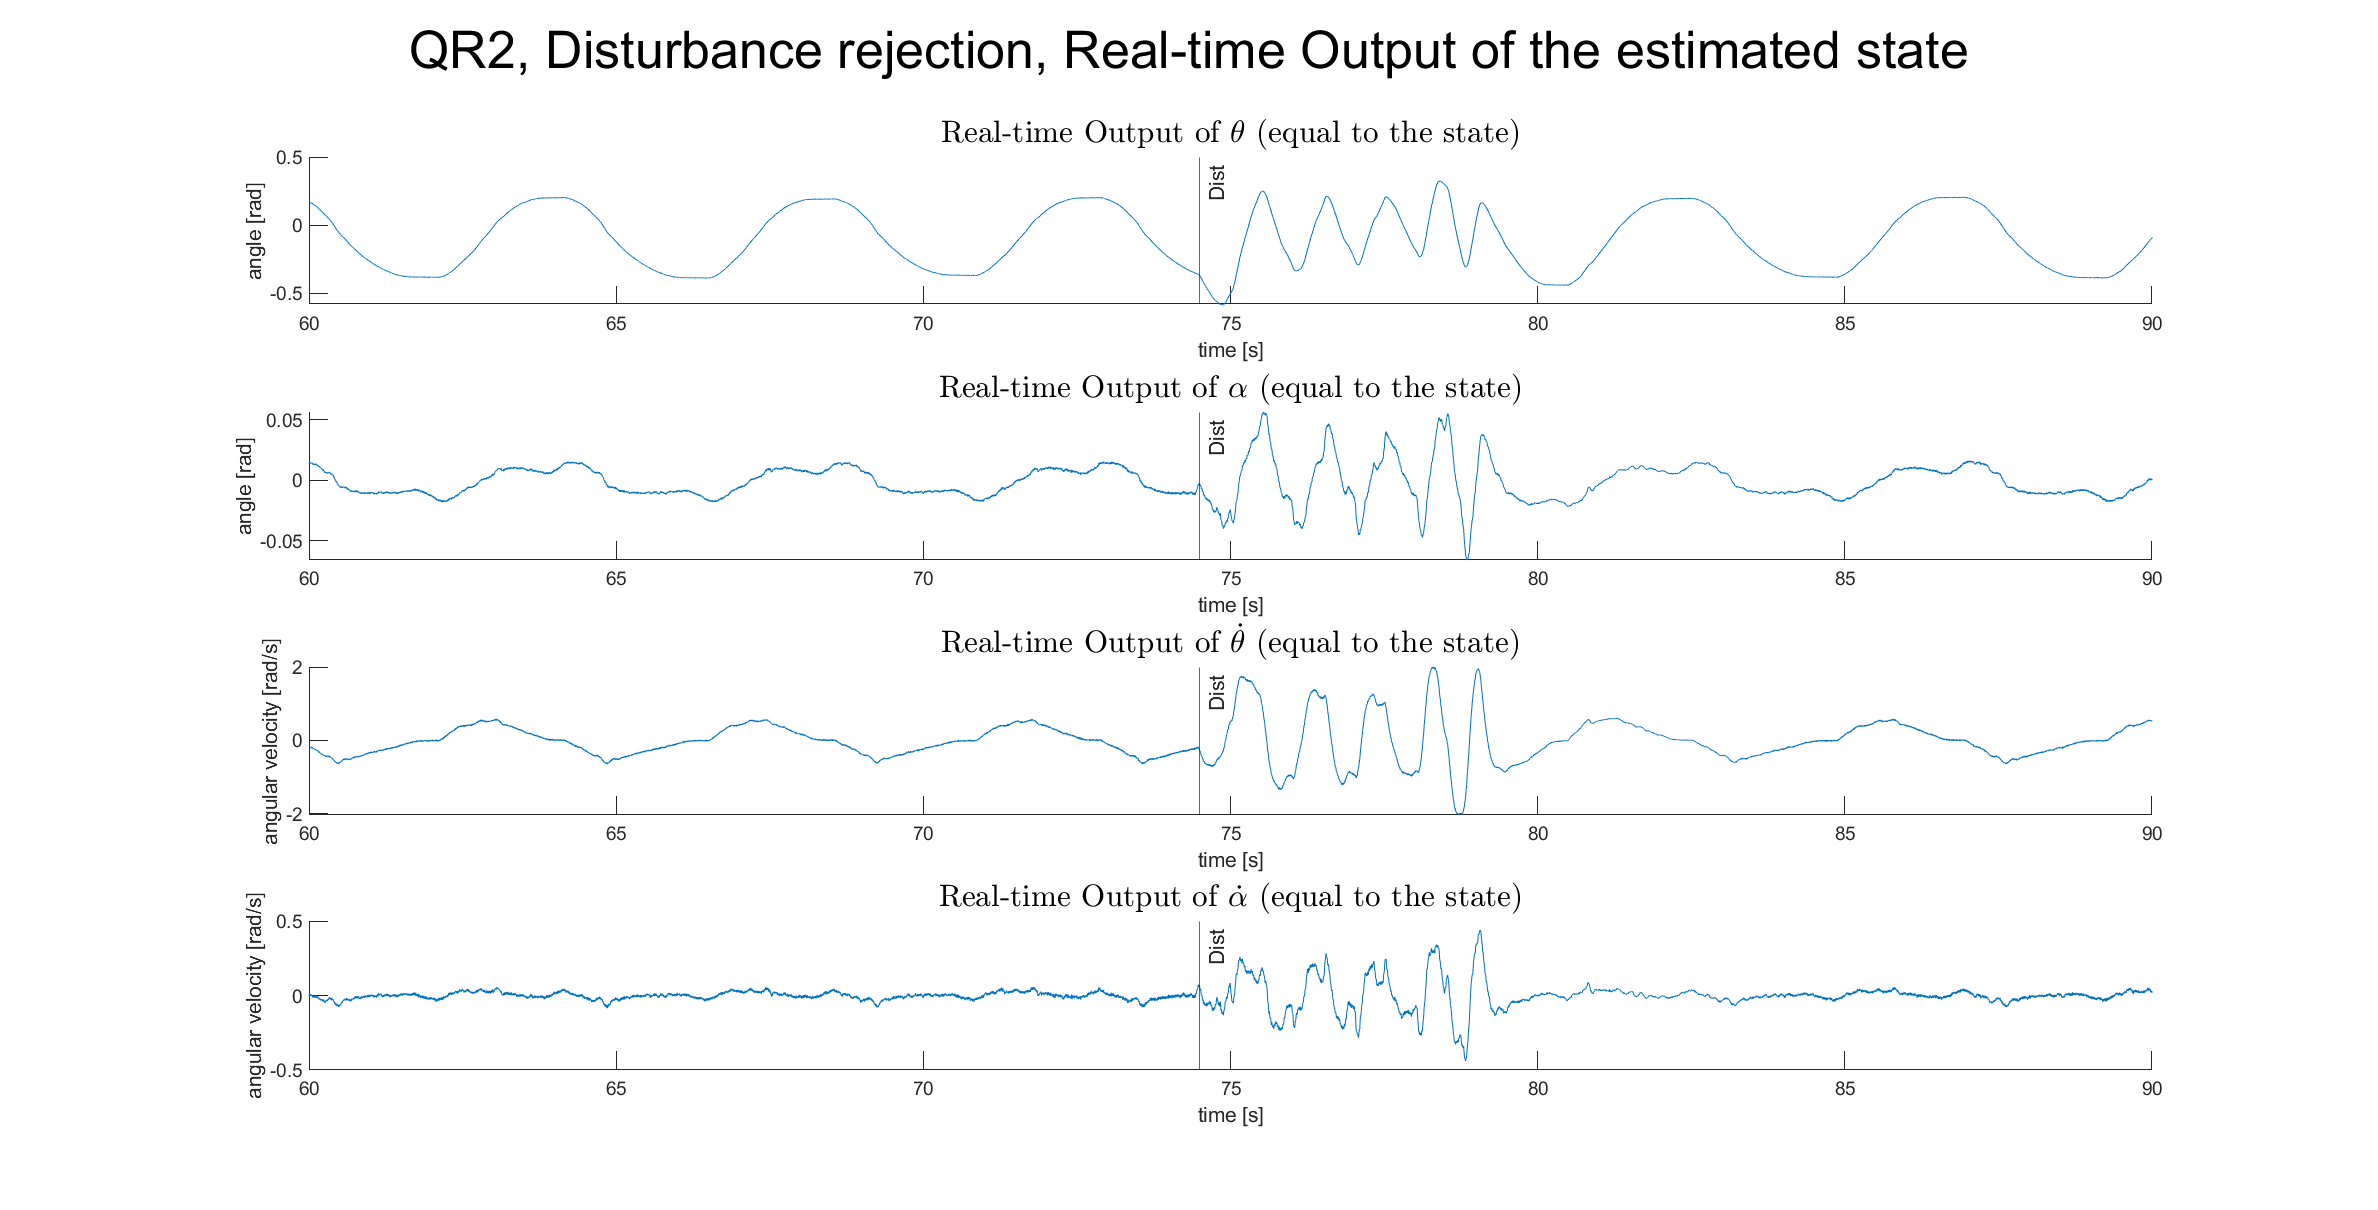 QR2, Disturbance rejection, Real-time Output of the estimated state
Real-time Output of θ (equal to the state)
0.5
0
-0.5
angle [rad]
Dist
60 65 70 75 80 85 90
time [s]
Real-time Output of α (equal to the state)
0.05
0
-0.05
angle [rad]
Dist
60 65 70 75 80 85 90
time [s]
Real-time Output of θ̇ (equal to the state)
2
0
-2
angular velocity [rad/s]
Dist
60 65 70 75 80 85 90
time [s]
Real-time Output of α̇ (equal to the state)
0.5
0
-0.5
angular velocity [rad/s]
Dist
60 65 70 75 80 85 90
time [s]